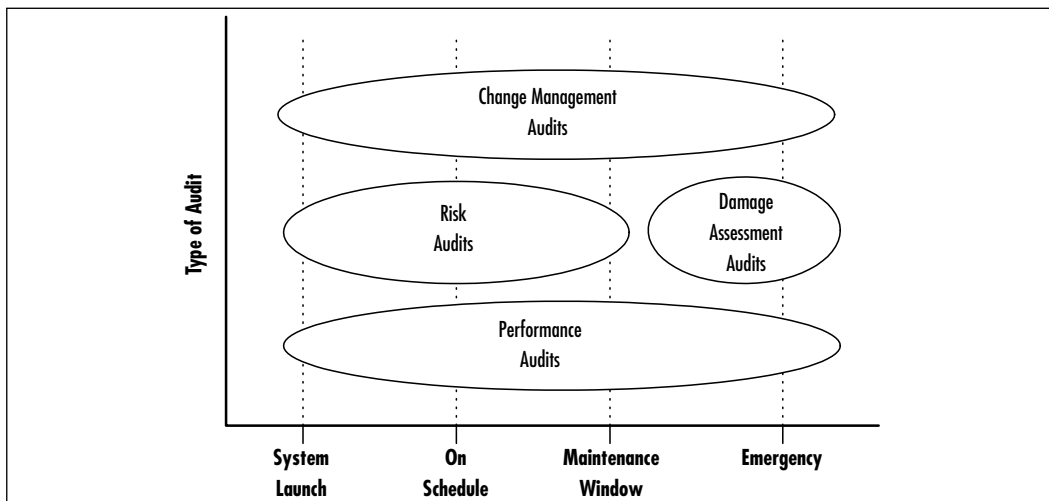 Type of Audit
Change Management
Audits
Risk
Audits
Damage
Assessment
Audits
Performance
Audits
System
Launch
On
Schedule
Maintenance
Window
Emergency